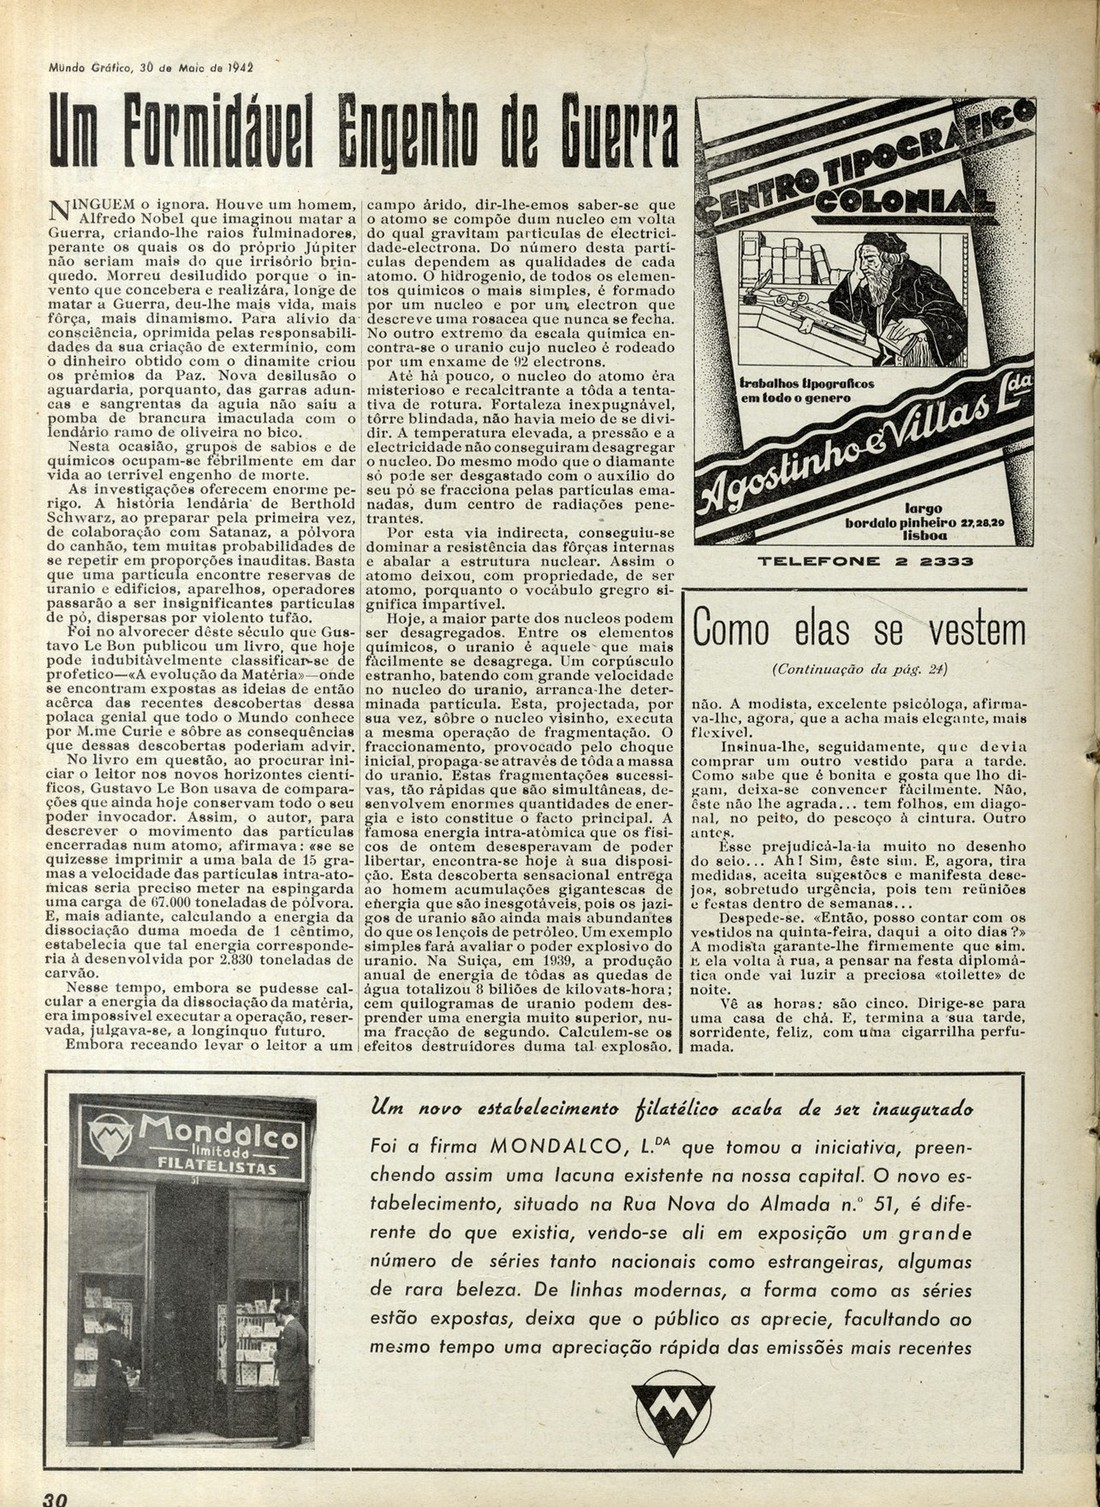 Mundo Gráfico, 30 de Maio de 1942
Um Formidável Engenho de Guerra
NINGUEM o ignora. Houve um homem,
Alfredo Nobel que imaginou matar a
Guerra, criando-lhe raios fulminadores,
perante os quais os do próprio Júpiter
não seriam mais do que irrisório brin-
quedo. Morreu desiludido porque o in-
vento que concebera e realizára, longe de
matar a Guerra, deu-lhe mais vida, mais
fôrça, mais dinamismo. Para alivio da
consciência, oprimida pelas responsabili-
dades da sua criação de exterminio, com
o dinheiro obtido com o dinamite criou
os prémios da Paz. Nova desilusão o
aguardaria, porquanto, das garras adun-
cas e sangrentas da aguia não saíu a
pomba de brancura imaculada com o
lendário ramo de oliveira no bico.
Nesta ocasião, grupos de sabios e de
químicos ocupam-se febrilmente em dar
vida ao terrivel engenho de morte.
As investigações oferecem enorme pe-
rigo. A história lendária de Berthold
Schwarz, ao preparar pela primeira vez,
de colaboração com Satanaz, a pólvora
do canhão, tem muitas probabilidades de
se repetir em proporções inauditas. Basta
que uma particula encontre reservas de
uranio e edifícios, aparelhos, operadores
passarão a ser insignificantes particulas
de pó, dispersas por violento tufão.
Foi no alvorecer dêste século que Gus-
tavo Le Bon publicou um livro, que hoje
pode indubitàvelmente classificar-se de
profetico—«A evolução da Matéria»—onde
se encontram expostas as ideias de então
acêrca das recentes descobertas dessa
polaca genial que todo o Mundo conhece
por M.me Curie e sôbre as consequências
que dessas descobertas poderiam advir.
No livro em questão, ao procurar ini-
ciar o leitor nos novos horizontes cientí-
ficos, Gustavo Le Bon usava de compara-
ções que ainda hoje conservam todo o seu
poder invocador. Assim, o autor, para
descrever o movimento das particulas
encerradas num atomo, afirmava: «se se
quizesse imprimir a uma bala de 15 gra-
mas a velocidade das particulas intra-ato-
micas seria preciso meter na espingarda
uma carga de 67.000 toneladas de pólvora.
E, mais adiante, calculando a energia da
dissociação duma moeda de 1 cêntimo,
estabelecia que tal energia corresponde-
ria à desenvolvida por 2.830 toneladas de
carvão.
Nesse tempo, embora se pudesse cal-
cular a energia da dissociação da matéria,
era impossivel executar a operação, reser-
vada, julgava-se, a longinquo futuro.
Embora receando levar o leitor a um
campo árido, dir-lhe-emos saber-se que
o atomo se compõe dum nucleo em volta
do qual gravitam particulas de electrici-
dade-electrona. Do número desta partí-
culas dependem as qualidades de cada
atomo. O hidrogenio, de todos os elemen-
tos quimicos o mais simples, é formado
por um nucleo e por um electron que
descreve uma rosacea que nunca se fecha.
No outro extremo da escala quimica en-
contra-se o uranio cujo nucleo é rodeado
por um enxame de 92 electrons.
Até há pouco, o nucleo do atomo éra
misterioso e recalcitrante a tôda a tenta-
tiva de rotura. Fortaleza inexpugnável,
tôrre blindada, não havia meio de se divi-
dir. A temperatura elevada, a pressão e a
electricidade não conseguiram desagregar
o nucleo. Do mesmo modo que o diamante
só pode ser desgastado com o auxílio do
seu pó se fracciona pelas particulas ema-
nadas, dum centro de radiações pene-
trantes.
Por esta via indirecta, conseguiu-se
dominar a resistência das fôrças internas
e abalar a estrutura nuclear. Assim o
atomo deixou, com propriedade, de ser
atomo, porquanto o vocábulo gregro si-
gnifica impartivel.
Hoje, a maior parte dos nucleos podem
ser desagregados. Entre os elementos
quimicos, o uranio é aquele que mais
fàcilmente se desagrega. Um corpúsculo
estranho, batendo com grande velocidade
no nucleo do uranio, arranca-lhe deter-
minada particula. Esta, projectada, por
sua vez, sôbre o nucleo visinho, executa
a mesma operação de fragmentação. O
fraccionamento, provocado pelo choque
inicial, propaga-se através de tôda a massa
do uranio. Estas fragmentações sucessi-
vas, tão rápidas que são simultâneas, de-
senvolvem enormes quantidades de ener-
gia e isto constitue o facto principal. A
famosa energia intra-atómica que os físi-
cos de ontem desesperavam de poder
libertar, encontra-se hoje à sua disposi-
ção. Esta descoberta sensacional entrega
ao homem acumulações gigantescas de
energia que são inesgotáveis, pois os jazi-
gos de uranio são ainda mais abundantes
do que os lençois de petróleo. Um exemplo
simples fará avaliar o poder explosivo do
uranio. Na Suiça, em 1939, a produção
anual de energia de tôdas as quedas de
água totalizou 8 biliões de kilovats-hora;
cem quilogramas de uranio podem des-
prender uma energia muito superior, nu-
ma fracção de segundo. Calculem-se os
efeitos destruidores duma tal explosão.
CENTRO TIPOGRÁFICO
COLONIAL
trabalhos tipograficos
em todo o genero
Agostinho e Villas Lda
largo
bordalo pinheiro 27,28,29
lisboa
TELEFONE 2 2333
Como elas se vestem
(Continuação da pág. 24)
não. A modista, excelente psicóloga, afirma-
va-lhe, agora, que a acha mais elegante, mais
flexível.
Insinua-lhe, seguidamente, que devia
comprar um outro vestido para a tarde.
Como sabe que é bonita e gosta que lho di-
gam, deixa-se convencer fàcilmente. Não,
êste não lhe agrada... tem folhos, em diago-
nal, no peito, do pescoço à cintura. Outro
antes.
Ésse prejudicá-la-ia muito no desenho
do seio... Ah! Sim, êste sim. E, agora, tira
medidas, aceita sugestões e manifesta dese-
jos, sobretudo urgência, pois tem reüniões
e festas dentro de semanas...
Despede-se. «Então, posso contar com os
vestidos na quinta-feira, daqui a oito dias?»
A modista garante-lhe firmemente que sim.
E ela volta à rua, a pensar na festa diplomá-
tica onde vai luzir a preciosa «toilette» de
noite.
Vê as horas: são cinco. Dirige-se para
uma casa de chá. E, termina a sua tarde,
sorridente, feliz, com uma cigarrilha perfu-
mada.
Mondalco
limitada
FILATELISTAS
51
Um novo estabelecimento filatélico acaba de ser inaugurado
Foi a firma MONDALCO, L.DA que tomou a iniciativa, preen-
chendo assim uma lacuna existente na nossa capital. O novo es-
tabelecimento, situado na Rua Nova do Almada n.º 51, é dife-
rente do que existia, vendo-se ali em exposição um grande
número de séries tanto nacionais como estrangeiras, algumas
de rara beleza. De linhas modernas, a forma como as séries
estão expostas, deixa que o público as aprecie, facultando ao
mesmo tempo uma apreciação rápida das emissões mais recentes
M
30